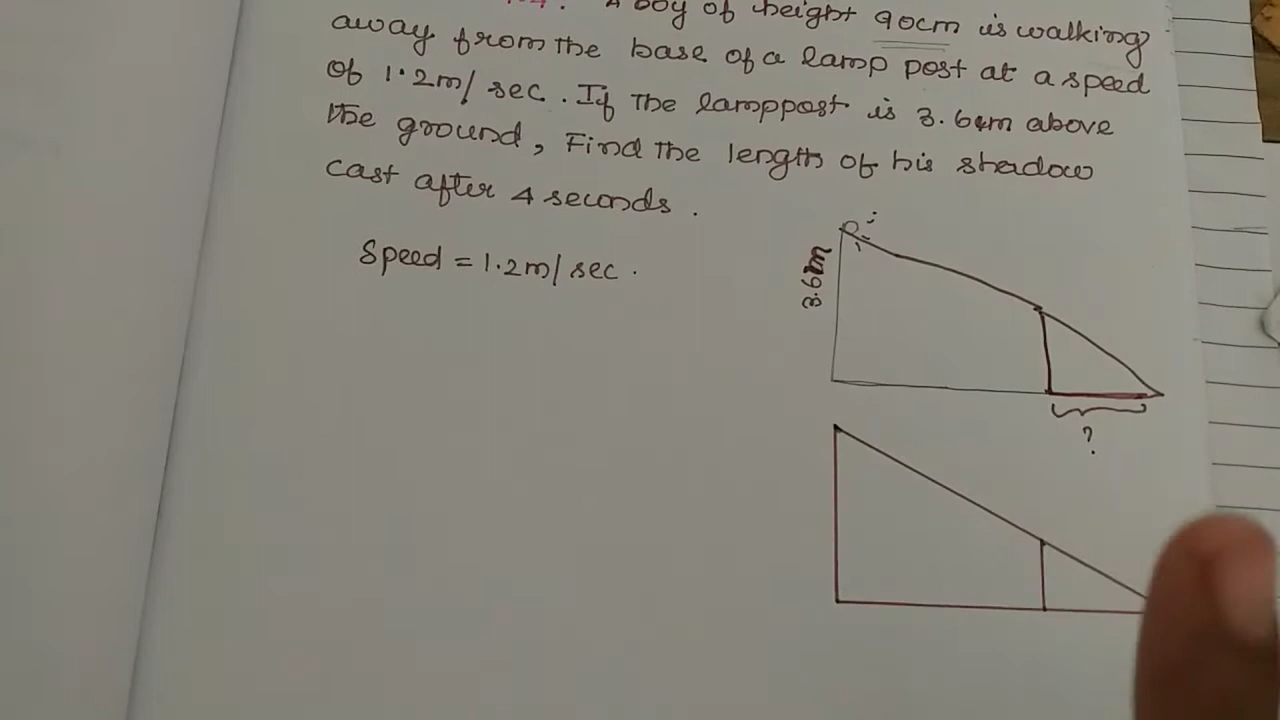 A boy of height 90cm is walking
away from the base of a lamp post at a speed
of 1.2m/sec. If the lamppost is 3.6m above
the ground, Find the length of his shadow
cast after 4 seconds.
Speed = 1.2m/sec.
3.6m
?